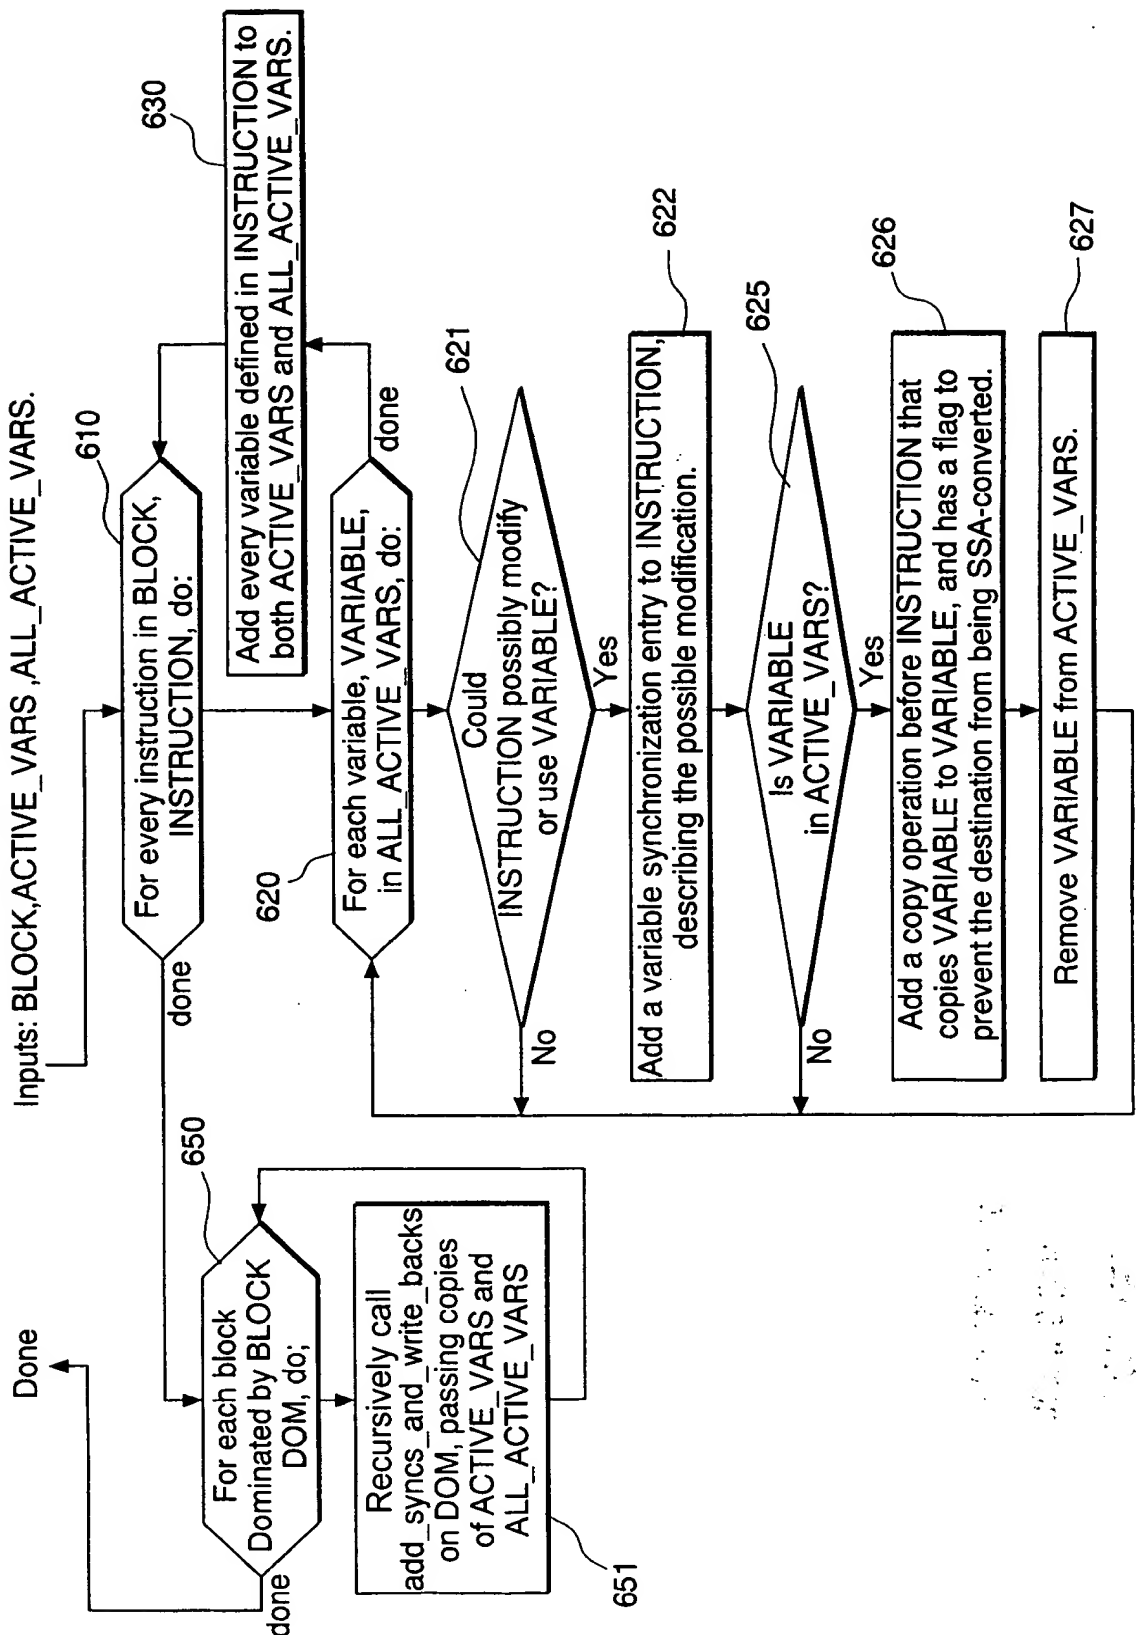 Inputs: BLOCK,ACTIVE_VARS ,ALL_ACTIVE_VARS.
610
For every instruction in BLOCK,
INSTRUCTION, do:
done
630
Add every variable defined in INSTRUCTION to
both ACTIVE_VARS and ALL_ACTIVE_VARS.
620
For each variable, VARIABLE,
in ALL_ACTIVE_VARS, do:
done
621
Could
INSTRUCTION possibly modify
or use VARIABLE?
No
Yes
622
Add a variable synchronization entry to INSTRUCTION,
describing the possible modification.
625
Is VARIABLE
in ACTIVE_VARS?
No
Yes
626
Add a copy operation before INSTRUCTION that
copies VARIABLE to VARIABLE, and has a flag to
prevent the destination from being SSA-converted.
627
Remove VARIABLE from ACTIVE_VARS.
Done
650
For each block
Dominated by BLOCK
DOM, do;
done
651
Recursively call
add_syncs_and_write_backs
on DOM, passing copies
of ACTIVE_VARS and
ALL_ACTIVE_VARS